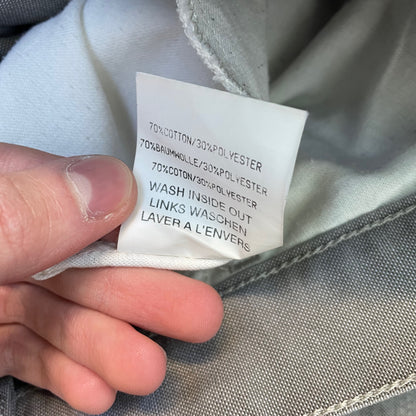 70%COTTON/30%POLYESTER
70%BAUMWOLLE/30%POLYESTER
70%COTON/30%POLYESTER
WASH INSIDE OUT
LINKS WASCHEN
LAVER A L'ENVERS